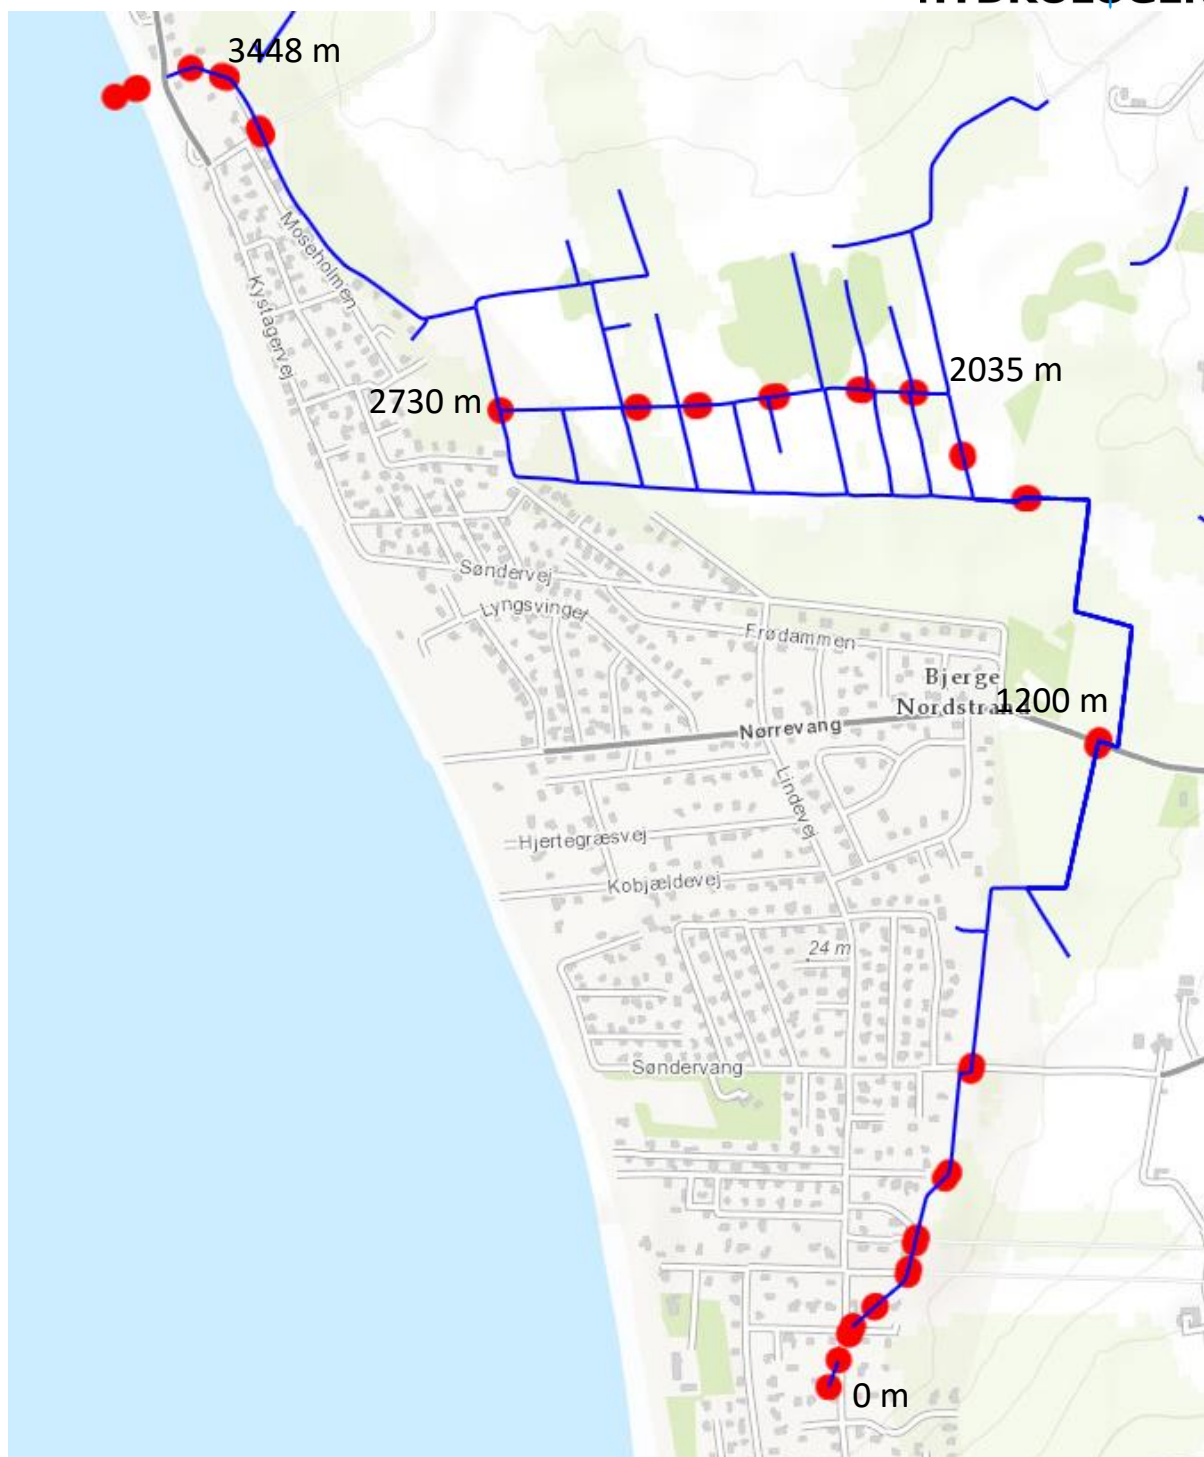 3448 m
Moseholmen
Kystagervej
2035 m
2730 m
Søndervej
Lyngsvinget
Frødammen
Bjerge
Nordstrand
1200 m
Nørrevang
Lindevej
Hjertegræsvej
Kobjældevej
24 m
Søndervang
0 m